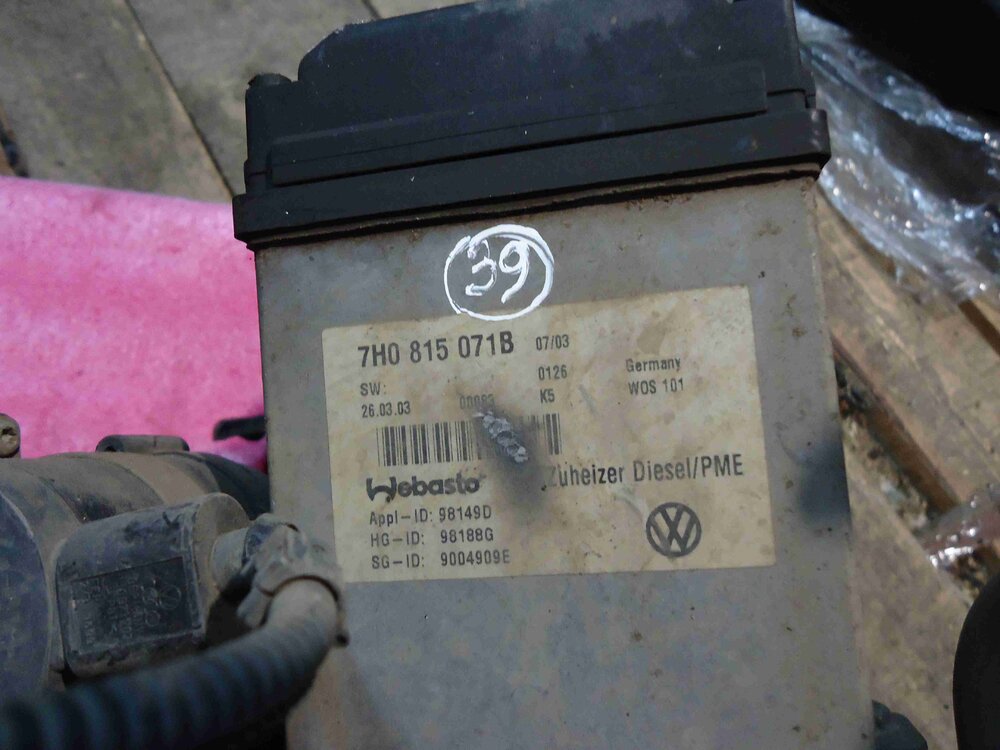 39
7H0 815 071B 07/03
SW: 0126 Germany
26.03.03 K5 WOS 101
Webasto Zuheizer Diesel/PME
Appl-ID: 98149D
HG-ID: 98188G
SG-ID: 9004909E